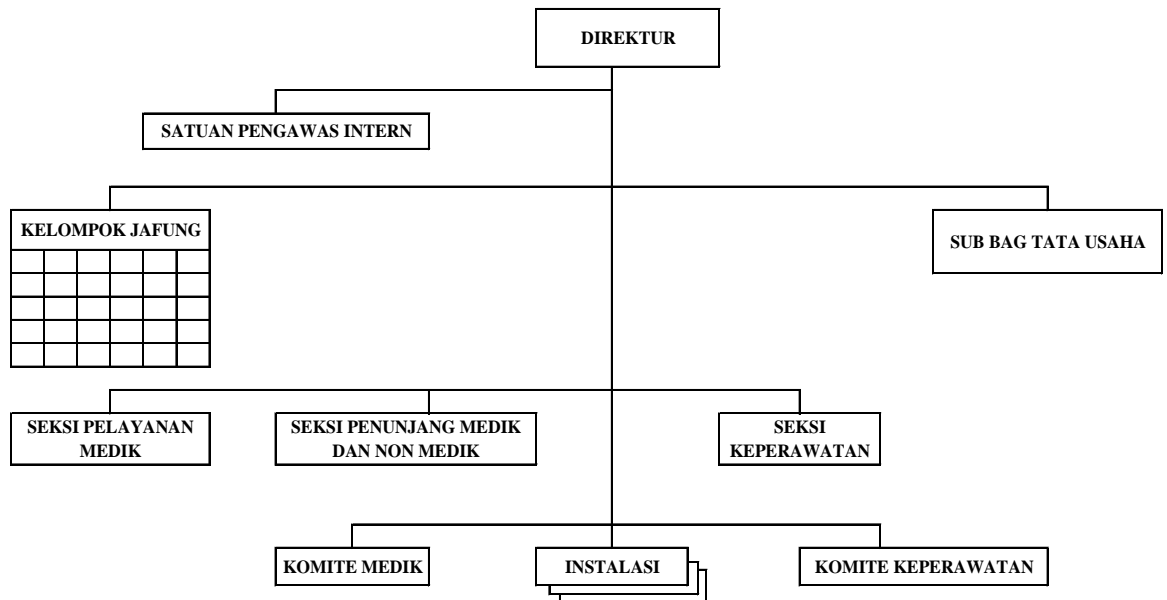 DIREKTUR
SATUAN PENGAWAS INTERN
KELOMPOK JAFUNG
SUB BAG TATA USAHA
SEKSI PELAYANAN
MEDIK
SEKSI PENUNJANG MEDIK
DAN NON MEDIK
SEKSI
KEPERAWATAN
KOMITE MEDIK
INSTALASI
KOMITE KEPERAWATAN